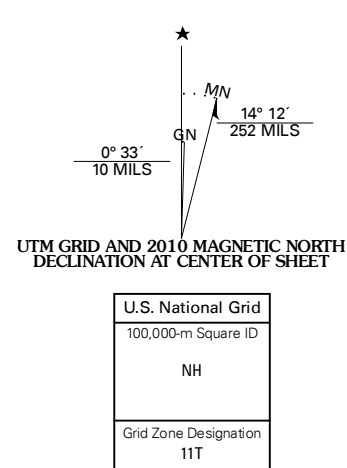 ★
MN
GN
14° 12´
252 MILS
0° 33´
10 MILS
UTM GRID AND 2010 MAGNETIC NORTH
DECLINATION AT CENTER OF SHEET
U.S. National Grid
100,000-m Square ID
NH
Grid Zone Designation
11T